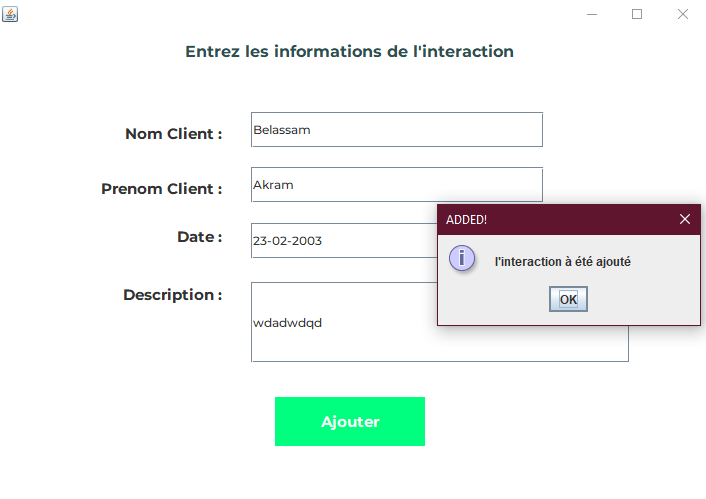 Entrez les informations de l'interaction
Nom Client :
Belassam
Prenom Client :
Akram
Date :
23-02-2003
Description :
wdadwdqd
ADDED!
l'interaction à été ajouté
OK
Ajouter